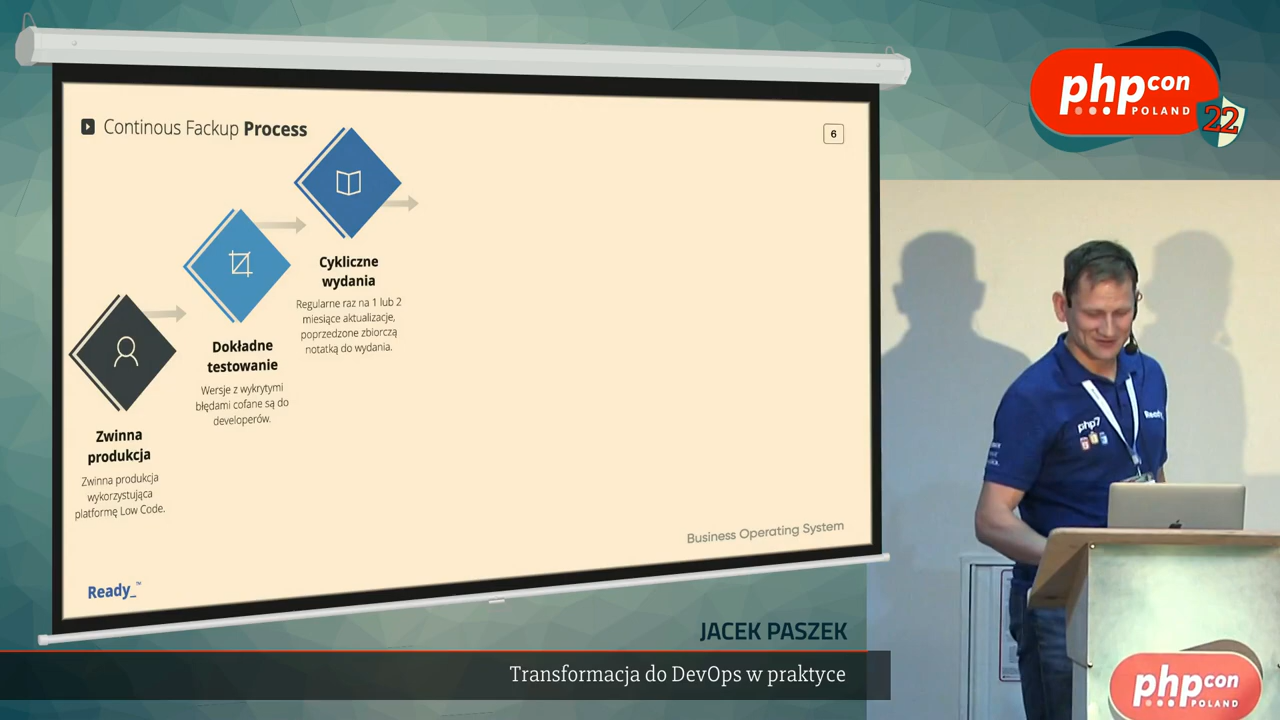 Continous Fackup Process
6
Cykliczne
wydania
Regularne raz na 1 lub 2
miesiące aktualizacje,
poprzedzone zbiorczą
notatką do wydania.
Dokładne
testowanie
Wersje z wykrytymi
błędami cofane są do
developerów.
Zwinna
produkcja
Zwinna produkcja
wykorzystująca
platformę Low Code.
Business Operating System
Ready_™
phpcon
POLAND
22
php7
Ready
JACEK PASZEK
Transformacja do DevOps w praktyce
phpcon
POLAND